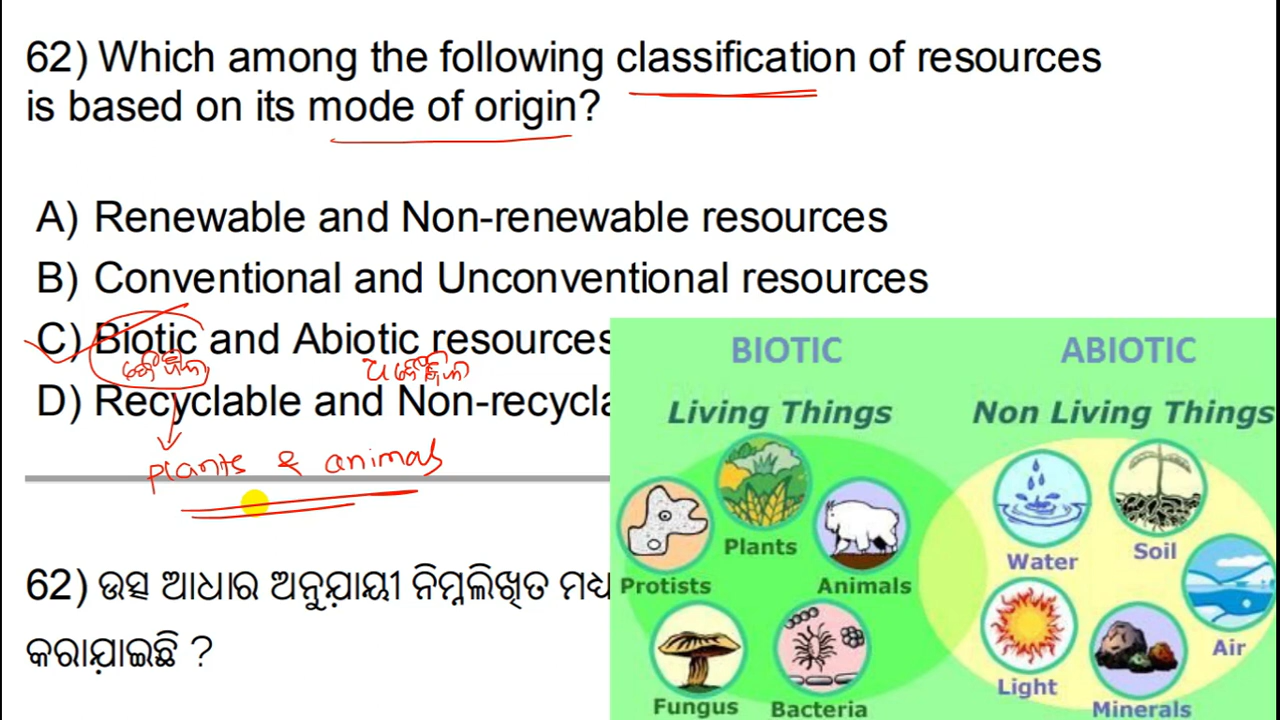 62) Which among the following classification of resources
is based on its mode of origin?
A) Renewable and Non-renewable resources
B) Conventional and Unconventional resources
C) Biotic and Abiotic resources
D) Recyclable and Non-recycla
plants & animals
62) ଉତ୍ସ ଆଧାର ଅନୁଯାୟୀ ନିମ୍ନଲିଖିତ ମଧ୍ୟ
କରାଯାଇଛି ?
BIOTIC
ABIOTIC
Living Things
Non Living Things
Plants
Protists
Animals
Fungus
Bacteria
Water
Soil
Air
Light
Minerals